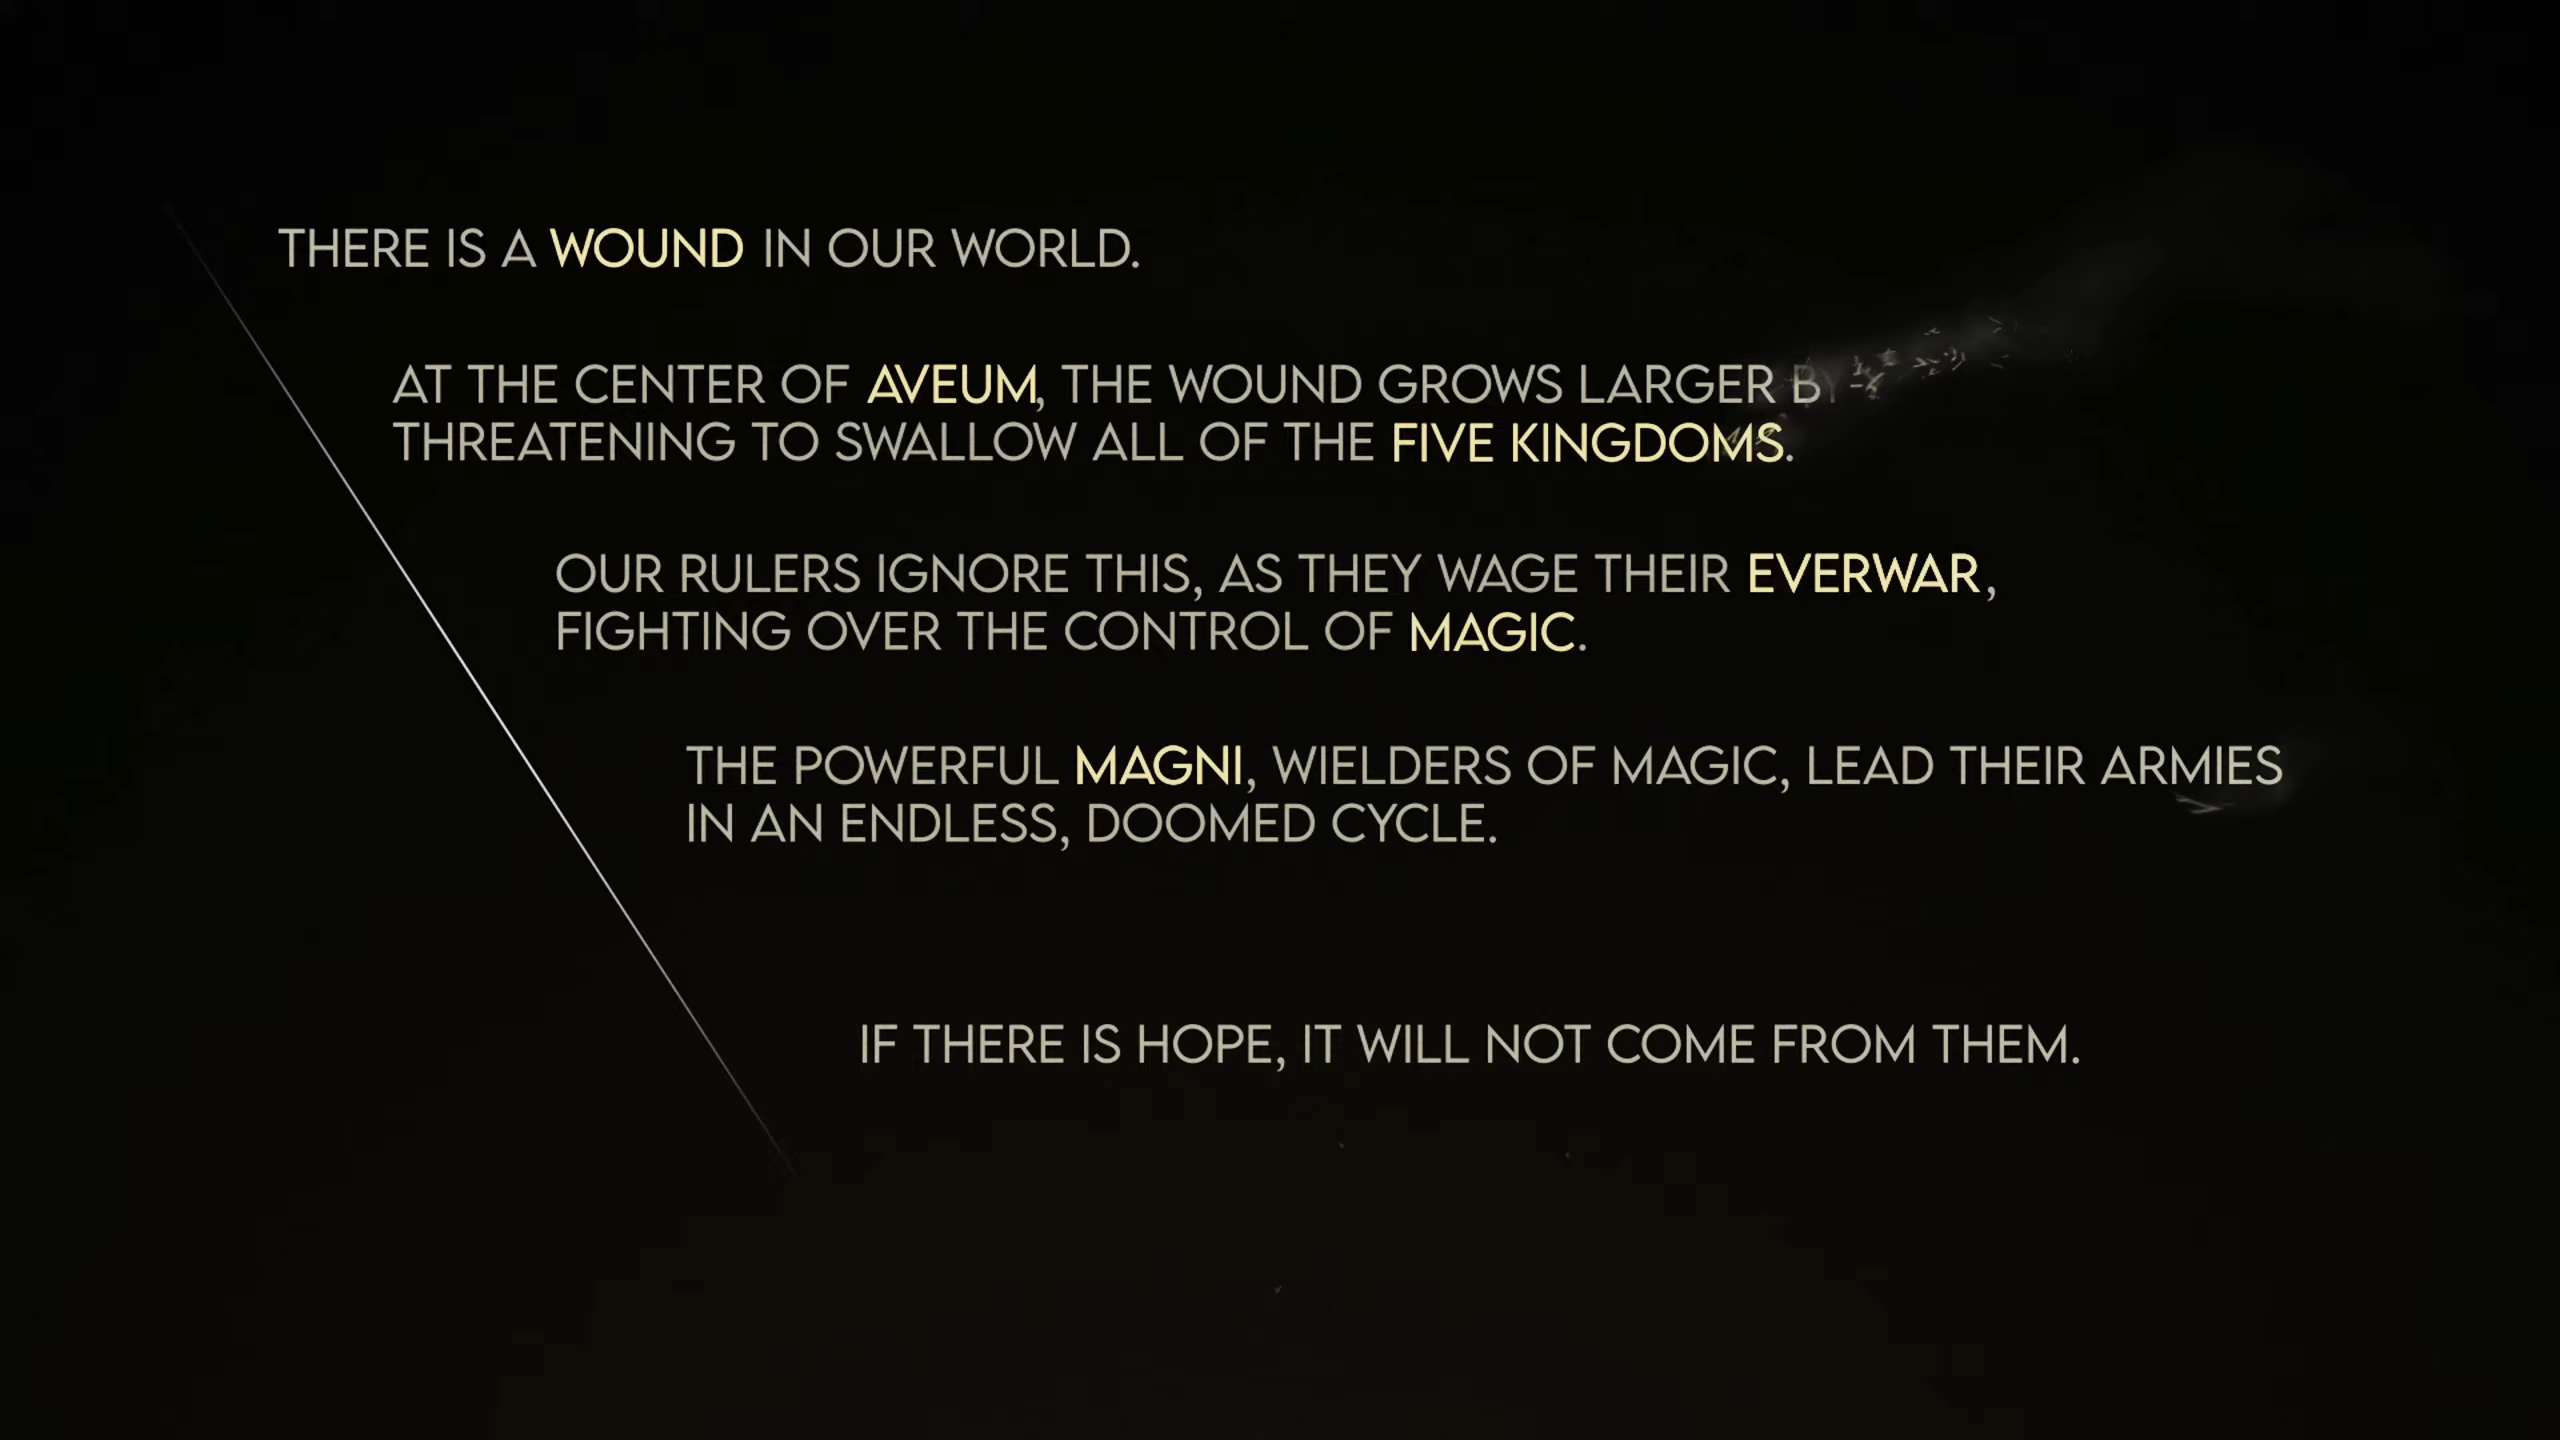 THERE IS A WOUND IN OUR WORLD.
AT THE CENTER OF AVEUM, THE WOUND GROWS LARGER BY
THREATENING TO SWALLOW ALL OF THE FIVE KINGDOMS.
OUR RULERS IGNORE THIS, AS THEY WAGE THEIR EVERWAR,
FIGHTING OVER THE CONTROL OF MAGIC.
THE POWERFUL MAGNI, WIELDERS OF MAGIC, LEAD THEIR ARMIES
IN AN ENDLESS, DOOMED CYCLE.
IF THERE IS HOPE, IT WILL NOT COME FROM THEM.